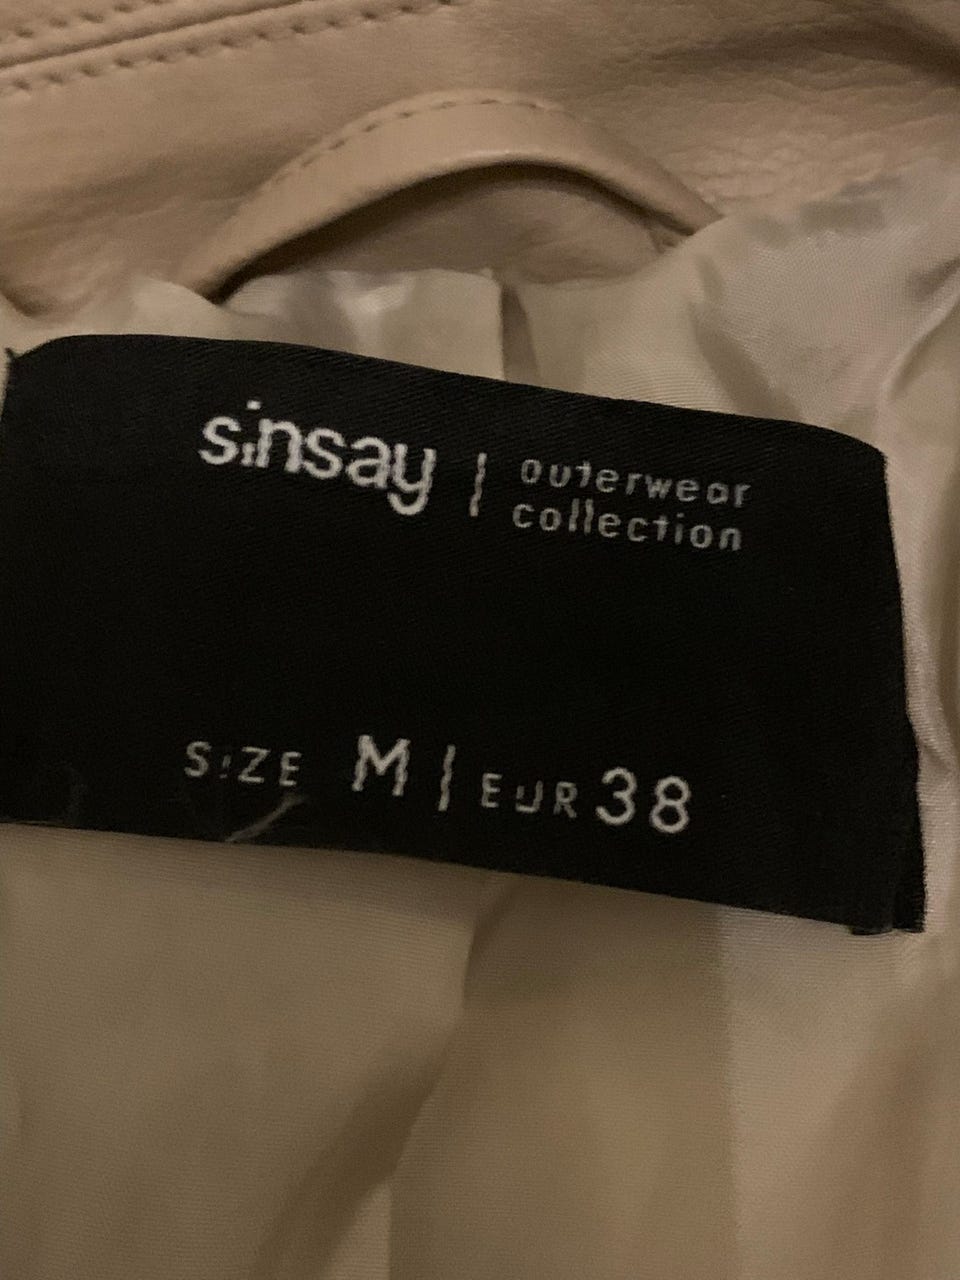 sinsay | outerwear
collection
SIZE M | EUR 38